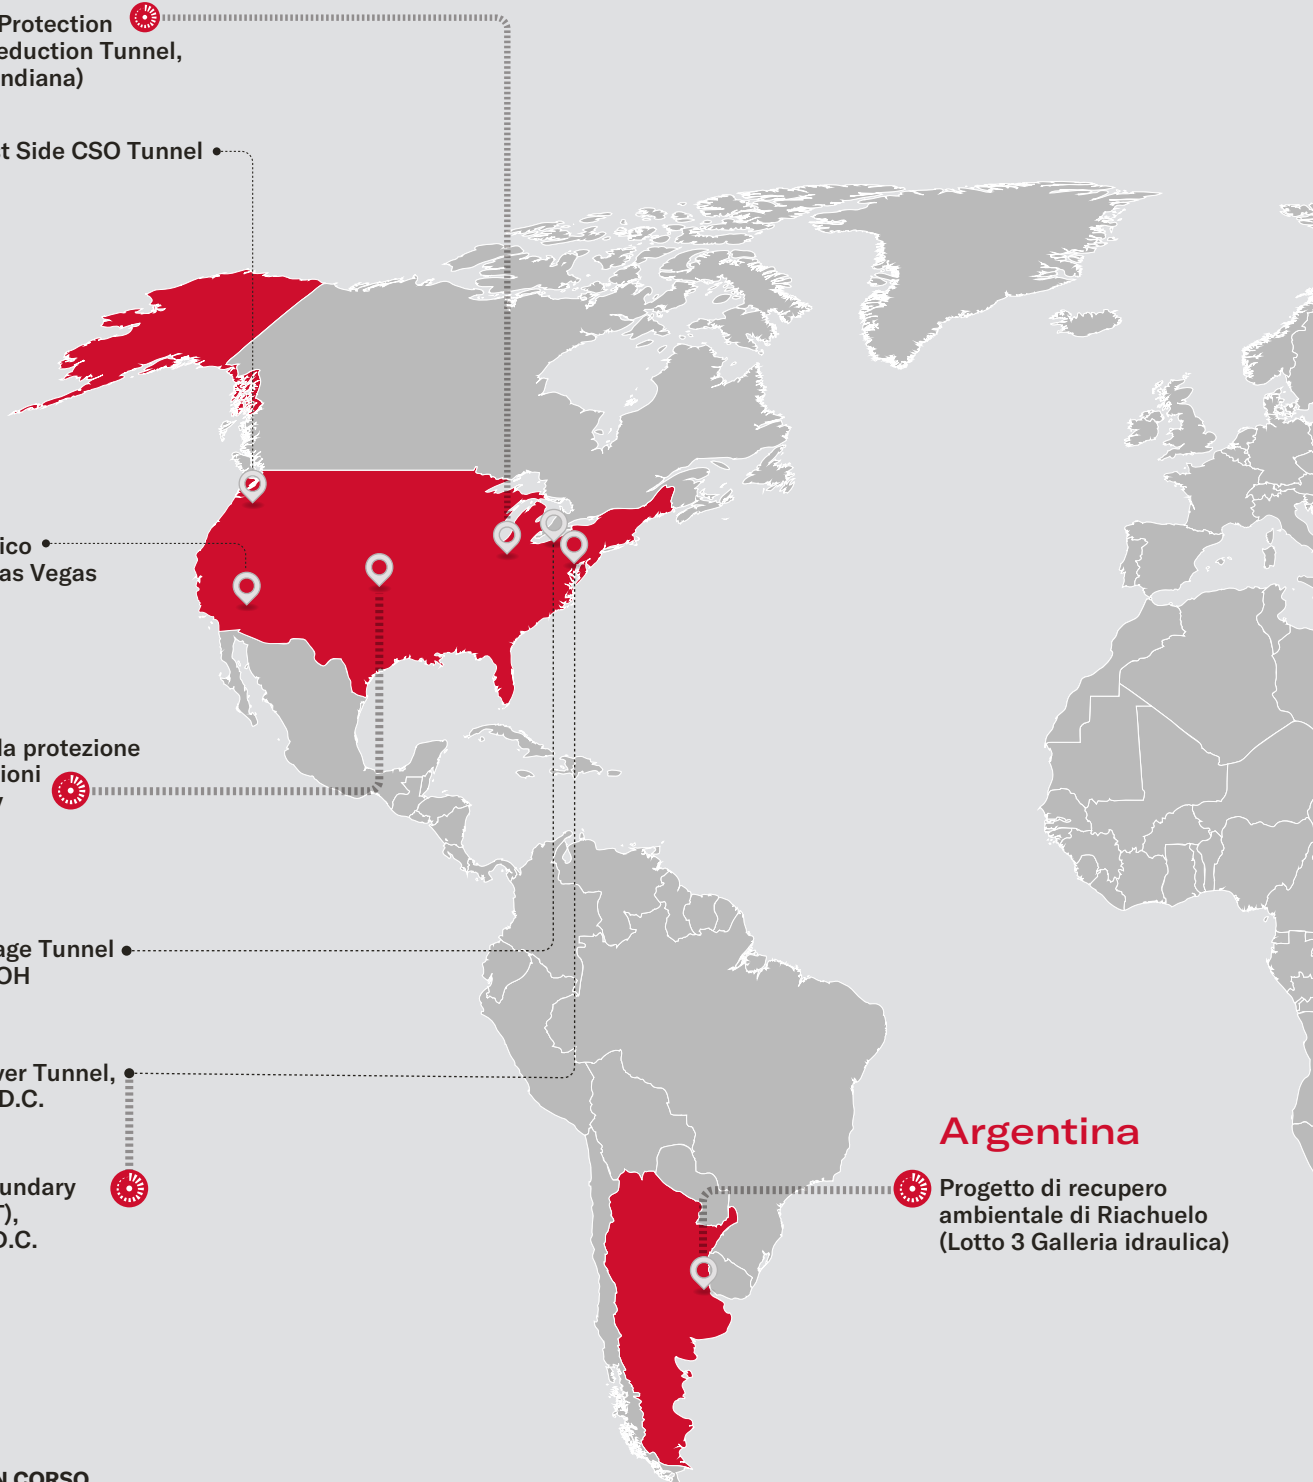 Protection
eduction Tunnel,
ndiana)
t Side CSO Tunnel
ico
as Vegas
la protezione
ioni
age Tunnel
OH
ver Tunnel,
D.C.
undary
T),
D.C.
Argentina
Progetto di recupero
ambientale di Riachuelo
(Lotto 3 Galleria idraulica)
N CORSO